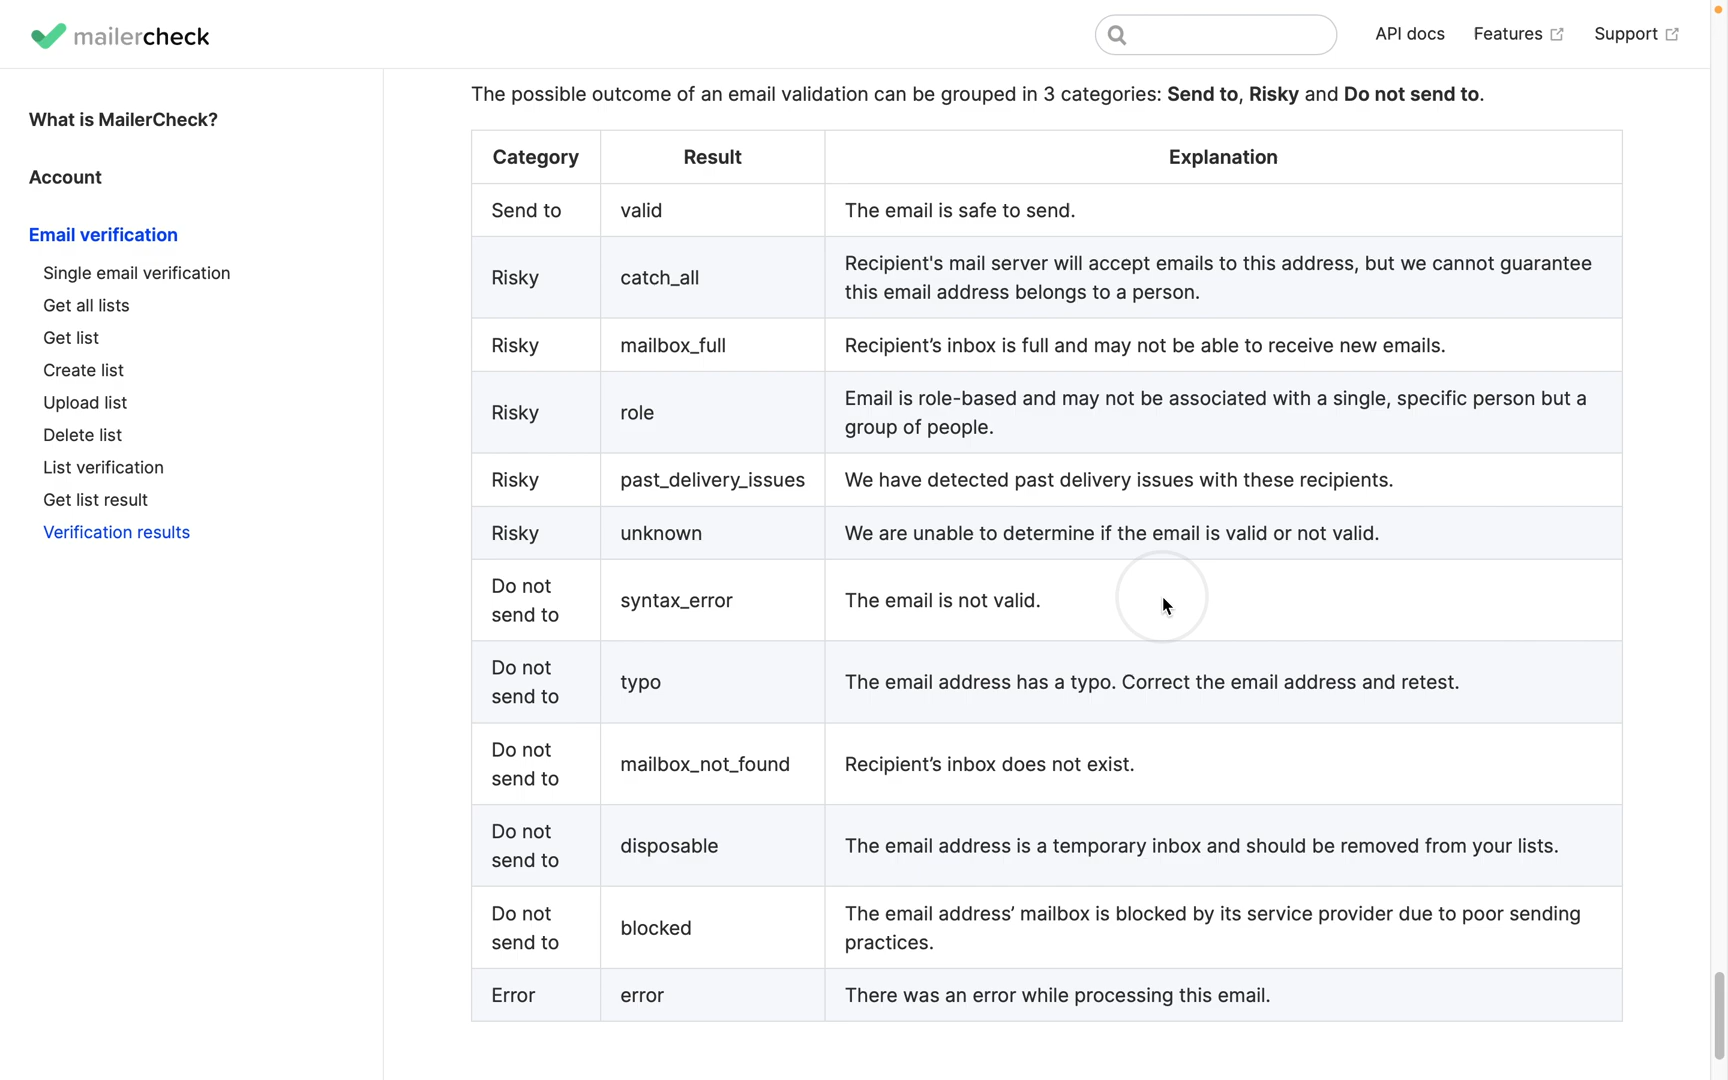 mailercheck
API docs
Features
Support
What is MailerCheck?
Account
Email verification
Single email verification
Get all lists
Get list
Create list
Upload list
Delete list
List verification
Get list result
Verification results
The possible outcome of an email validation can be grouped in 3 categories: Send to, Risky and Do not send to.
Category Result Explanation
Send to valid The email is safe to send.
Risky catch_all Recipient's mail server will accept emails to this address, but we cannot guarantee
this email address belongs to a person.
Risky mailbox_full Recipient’s inbox is full and may not be able to receive new emails.
Risky role Email is role-based and may not be associated with a single, specific person but a
group of people.
Risky past_delivery_issues We have detected past delivery issues with these recipients.
Risky unknown We are unable to determine if the email is valid or not valid.
Do not
send to syntax_error The email is not valid.
Do not
send to typo The email address has a typo. Correct the email address and retest.
Do not
send to mailbox_not_found Recipient’s inbox does not exist.
Do not
send to disposable The email address is a temporary inbox and should be removed from your lists.
Do not
send to blocked The email address’ mailbox is blocked by its service provider due to poor sending
practices.
Error error There was an error while processing this email.